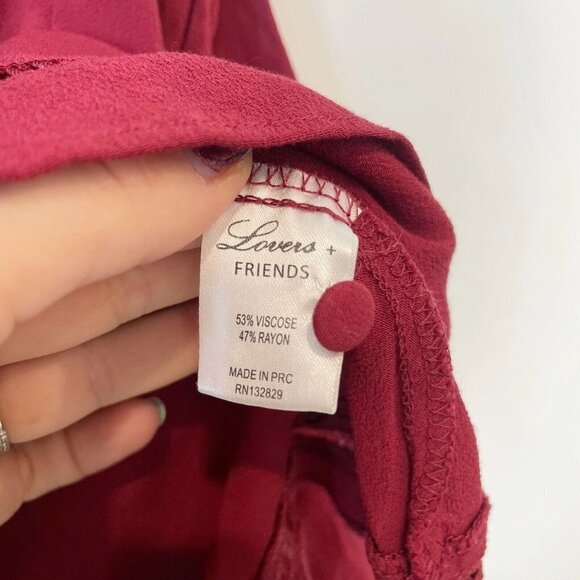 Lovers +
FRIENDS
53% VISCOSE
47% RAYON
MADE IN PRC
RN132829